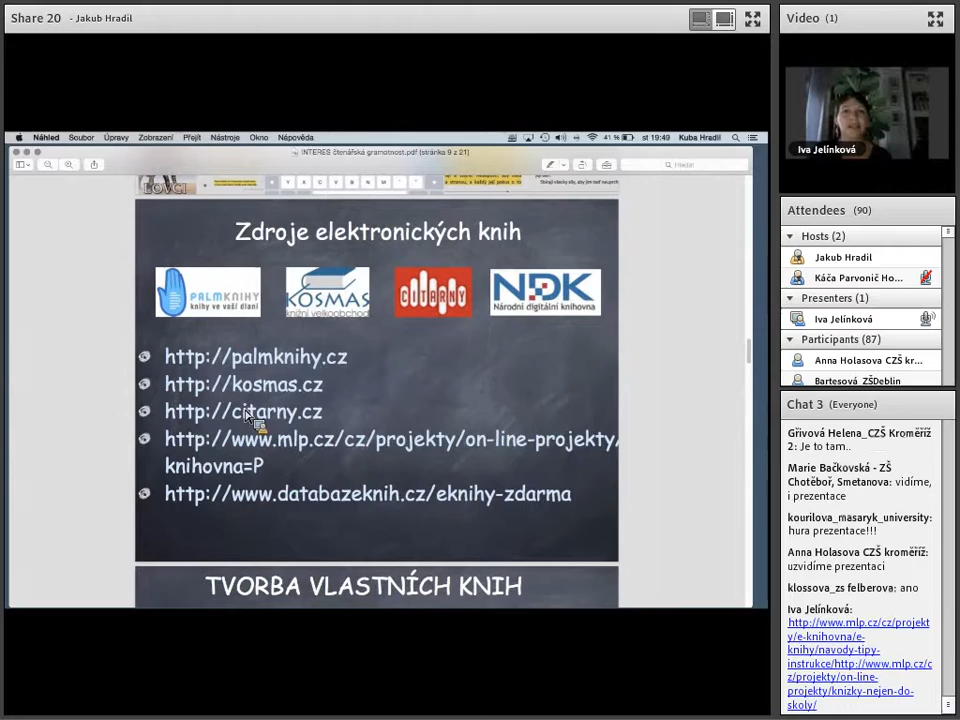 Share 20 - Jakub Hradil
Náhled Soubor Úpravy Zobrazení Přejít Nástroje Okno Nápověda 41 % st 19:49 Kuba Hradil
INTERES čtenářská gramotnost.pdf (stránka 9 z 21)
Hledat
LOVCI
Y X C V B N M
Zdroje elektronických knih
PALMKNIHY
knihy ve vaší dlani
KOSMAS
knižní velkoobchod
CITARNY
NDK
Národní digitální knihovna
http://palmknihy.cz
http://kosmas.cz
http://citarny.cz
http://www.mlp.cz/cz/projekty/on-line-projekty/
knihovna=P
http://www.databazeknih.cz/eknihy-zdarma
TVORBA VLASTNÍCH KNIH
Video (1)
Iva Jelínková
Attendees (90)
Hosts (2)
Jakub Hradil
Káča Parvonič Ho...
Presenters (1)
Iva Jelínková
Participants (87)
Anna Holasova CZŠ kr...
Bartesová ZŠDeblin
Chat 3 (Everyone)
Gřivová Helena_CZŠ Kroměříž
2: Je to tam..
Marie Bačkovská - ZŠ
Chotěboř, Smetanova: vidíme,
i prezentace
kourilova_masaryk_university:
hura prezentace!!!
Anna Holasova CZŠ kroměříž:
uzvidíme prezentaci
klossova_zs felberova: ano
Iva Jelínková:
http://www.mlp.cz/cz/projekt
y/e-knihovna/e-
knihy/navody-tipy-
instrukce/http://www.mlp.cz/c
z/projekty/on-line-
projekty/knizky-nejen-do-
skoly/